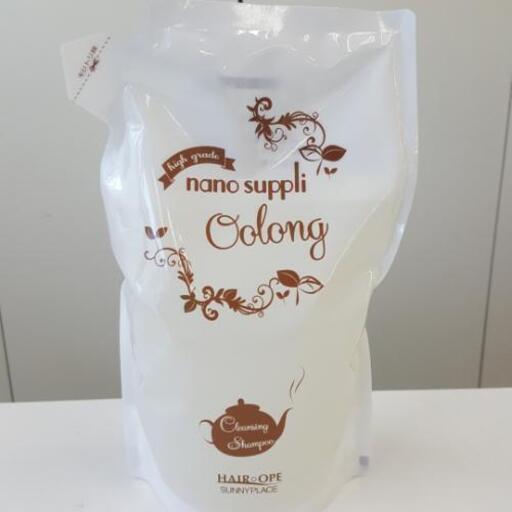 high grade
nano suppli
Oolong
Cleansing
Shampoo
HAIR OPE
SUNNYPLACE